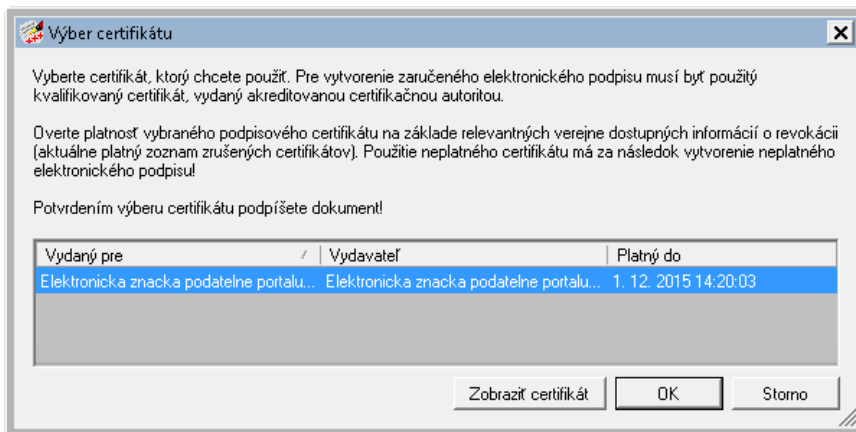 Výber certifikátu
Vyberte certifikát, ktorý chcete použiť. Pre vytvorenie zaručeného elektronického podpisu musí byť použitý
kvalifikovaný certifikát, vydaný akreditovanou certifikačnou autoritou.
Overte platnosť vybraného podpisového certifikátu na základe relevantných verejne dostupných informácií o revokácii
(aktuálne platný zoznam zrušených certifikátov). Použitie neplatného certifikátu má za následok vytvorenie neplatného
elektronického podpisu!
Potvrdením výberu certifikátu podpíšete dokument!
Vydaný pre Vydavateľ Platný do
Elektronicka znacka podatelne portalu... Elektronicka znacka podatelne portalu... 1. 12. 2015 14:20:03
Zobraziť certifikát OK Storno